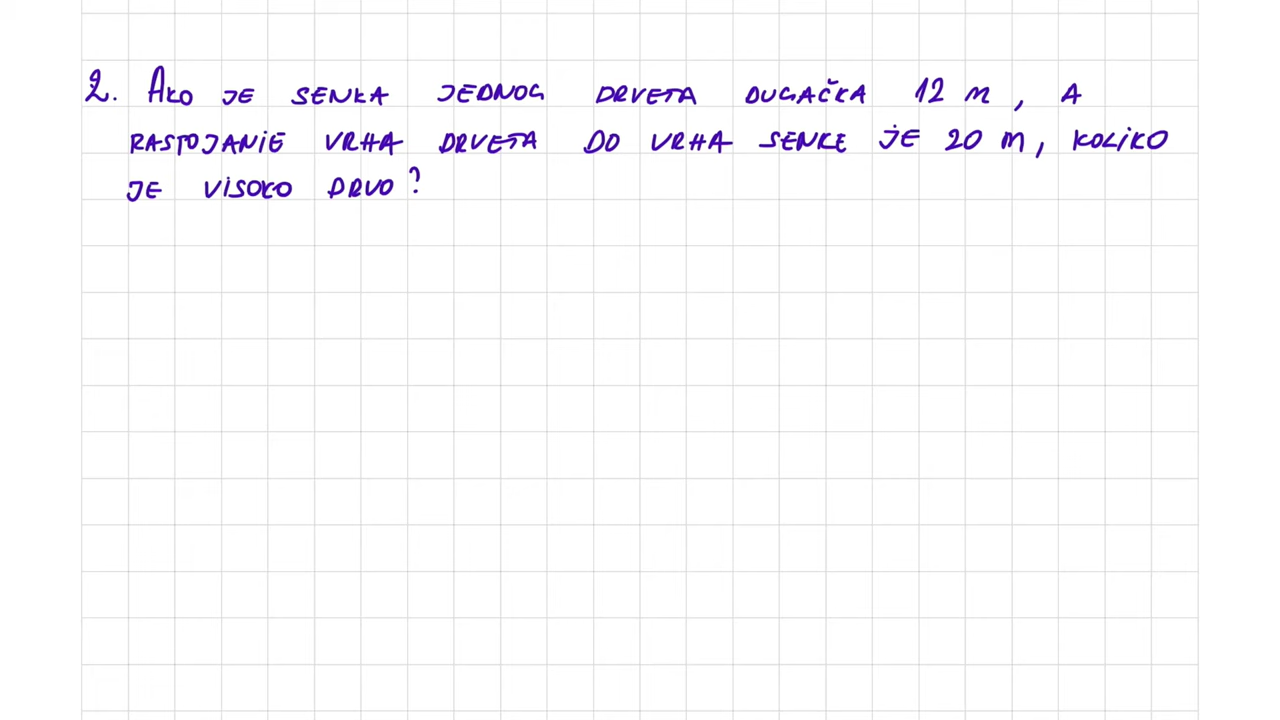 2. AKO JE SENKA JEDNOG DRVETA DUGAČKA 12 m, A
RASTOJANJE VRHA DRVETA DO VRHA SENKE JE 20 m, KOLIKO
JE VISOKO DRVO?